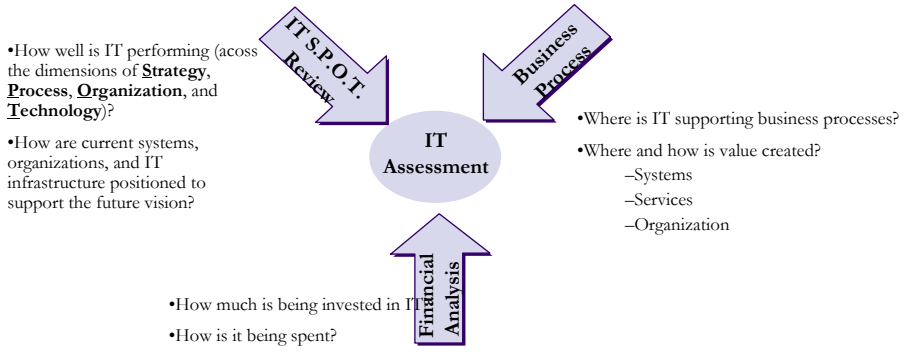 IT S.P.O.T.
Review
Business
Process
•How well is IT performing (acoss
the dimensions of Strategy,
Process, Organization, and
Technology)?
•How are current systems,
organizations, and IT
infrastructure positioned to
support the future vision?
IT
Assessment
•Where is IT supporting business processes?
•Where and how is value created?
–Systems
–Services
–Organization
Financial
Analysis
•How much is being invested in IT?
•How is it being spent?